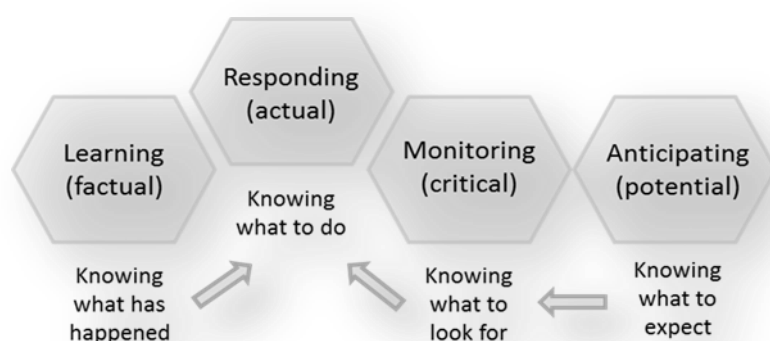 Learning
(factual)
Knowing
what has
happened
Responding
(actual)
Knowing
what to do
Monitoring
(critical)
Knowing
what to
look for
Anticipating
(potential)
Knowing
what to
expect